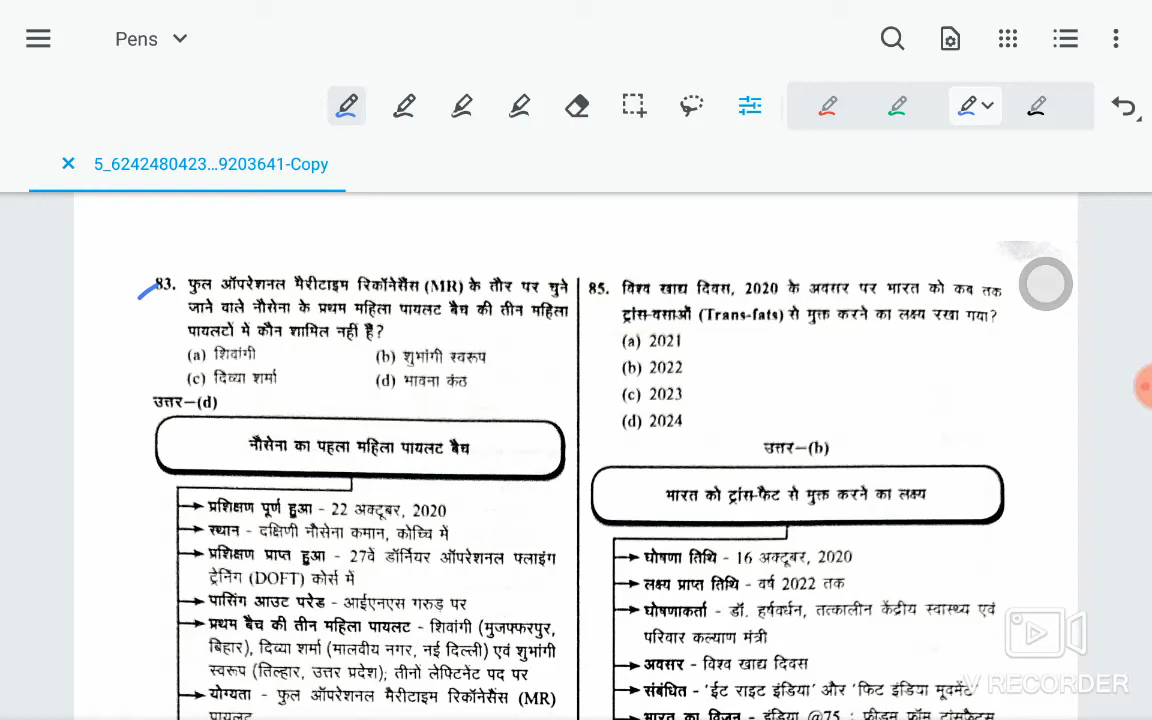 Pens
5_6242480423...9203641-Copy
83. फुल ऑपरेशनल मैरीटाइम रिकॉनेसैंस (MR) के तौर पर चुने
जाने वाले नौसेना के प्रथम महिला पायलट बैच की तीन महिला
पायलटों में कौन शामिल नहीं हैं?
(a) शिवांगी (b) शुभांगी स्वरूप
(c) दिव्या शर्मा (d) भावना कंठ
उत्तर–(d)
नौसेना का पहला महिला पायलट बैच
प्रशिक्षण पूर्ण हुआ - 22 अक्टूबर, 2020
स्थान - दक्षिणी नौसेना कमान, कोच्चि में
प्रशिक्षण प्राप्त हुआ - 27वें डॉर्नियर ऑपरेशनल फ्लाइंग
ट्रेनिंग (DOFT) कोर्स में
पासिंग आउट परेड - आईएनएस गरुड़ पर
प्रथम बैच की तीन महिला पायलट - शिवांगी (मुजफ्फरपुर,
बिहार), दिव्या शर्मा (मालवीय नगर, नई दिल्ली) एवं शुभांगी
स्वरूप (तिल्हार, उत्तर प्रदेश); तीनों लेफ्टिनेंट पद पर
योग्यता - फुल ऑपरेशनल मैरीटाइम रिकॉनेसैंस (MR)
पायलट
85. विश्व खाद्य दिवस, 2020 के अवसर पर भारत को कब तक
ट्रांस-वसाओं (Trans-fats) से मुक्त करने का लक्ष्य रखा गया?
(a) 2021
(b) 2022
(c) 2023
(d) 2024
उत्तर–(b)
भारत को ट्रांस-फैट से मुक्त करने का लक्ष्य
घोषणा तिथि - 16 अक्टूबर, 2020
लक्ष्य प्राप्त तिथि - वर्ष 2022 तक
घोषणाकर्ता - डॉ. हर्षवर्धन, तत्कालीन केंद्रीय स्वास्थ्य एवं
परिवार कल्याण मंत्री
अवसर - विश्व खाद्य दिवस
संबंधित - 'ईट राइट इंडिया' और 'फिट इंडिया मूवमेंट'
भारत का विजन - इंडिया @75 : फ्रीडम फ्रॉम ट्रांसफैट्स
V RECORDER